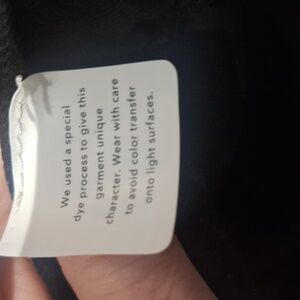 We used a special
dye process to give this
garment unique
character. Wear with care
to avoid color transfer
onto light surfaces.